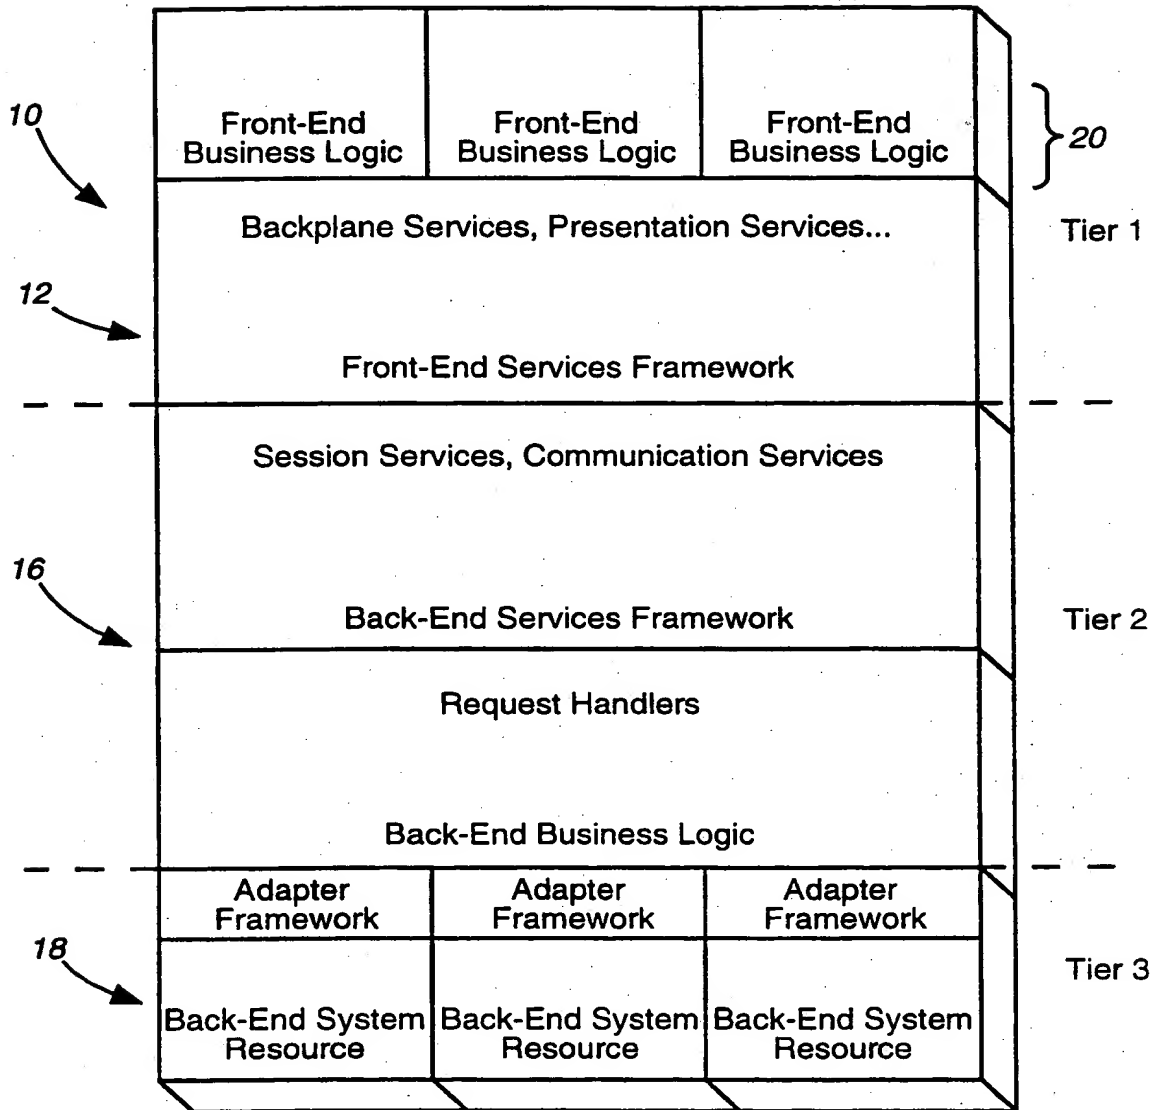 10
Front-End
Business Logic
Front-End
Business Logic
Front-End
Business Logic
20
Backplane Services, Presentation Services...
Tier 1
12
Front-End Services Framework
Session Services, Communication Services
16
Back-End Services Framework
Tier 2
Request Handlers
Back-End Business Logic
Adapter
Framework
Adapter
Framework
Adapter
Framework
18
Tier 3
Back-End System
Resource
Back-End System
Resource
Back-End System
Resource